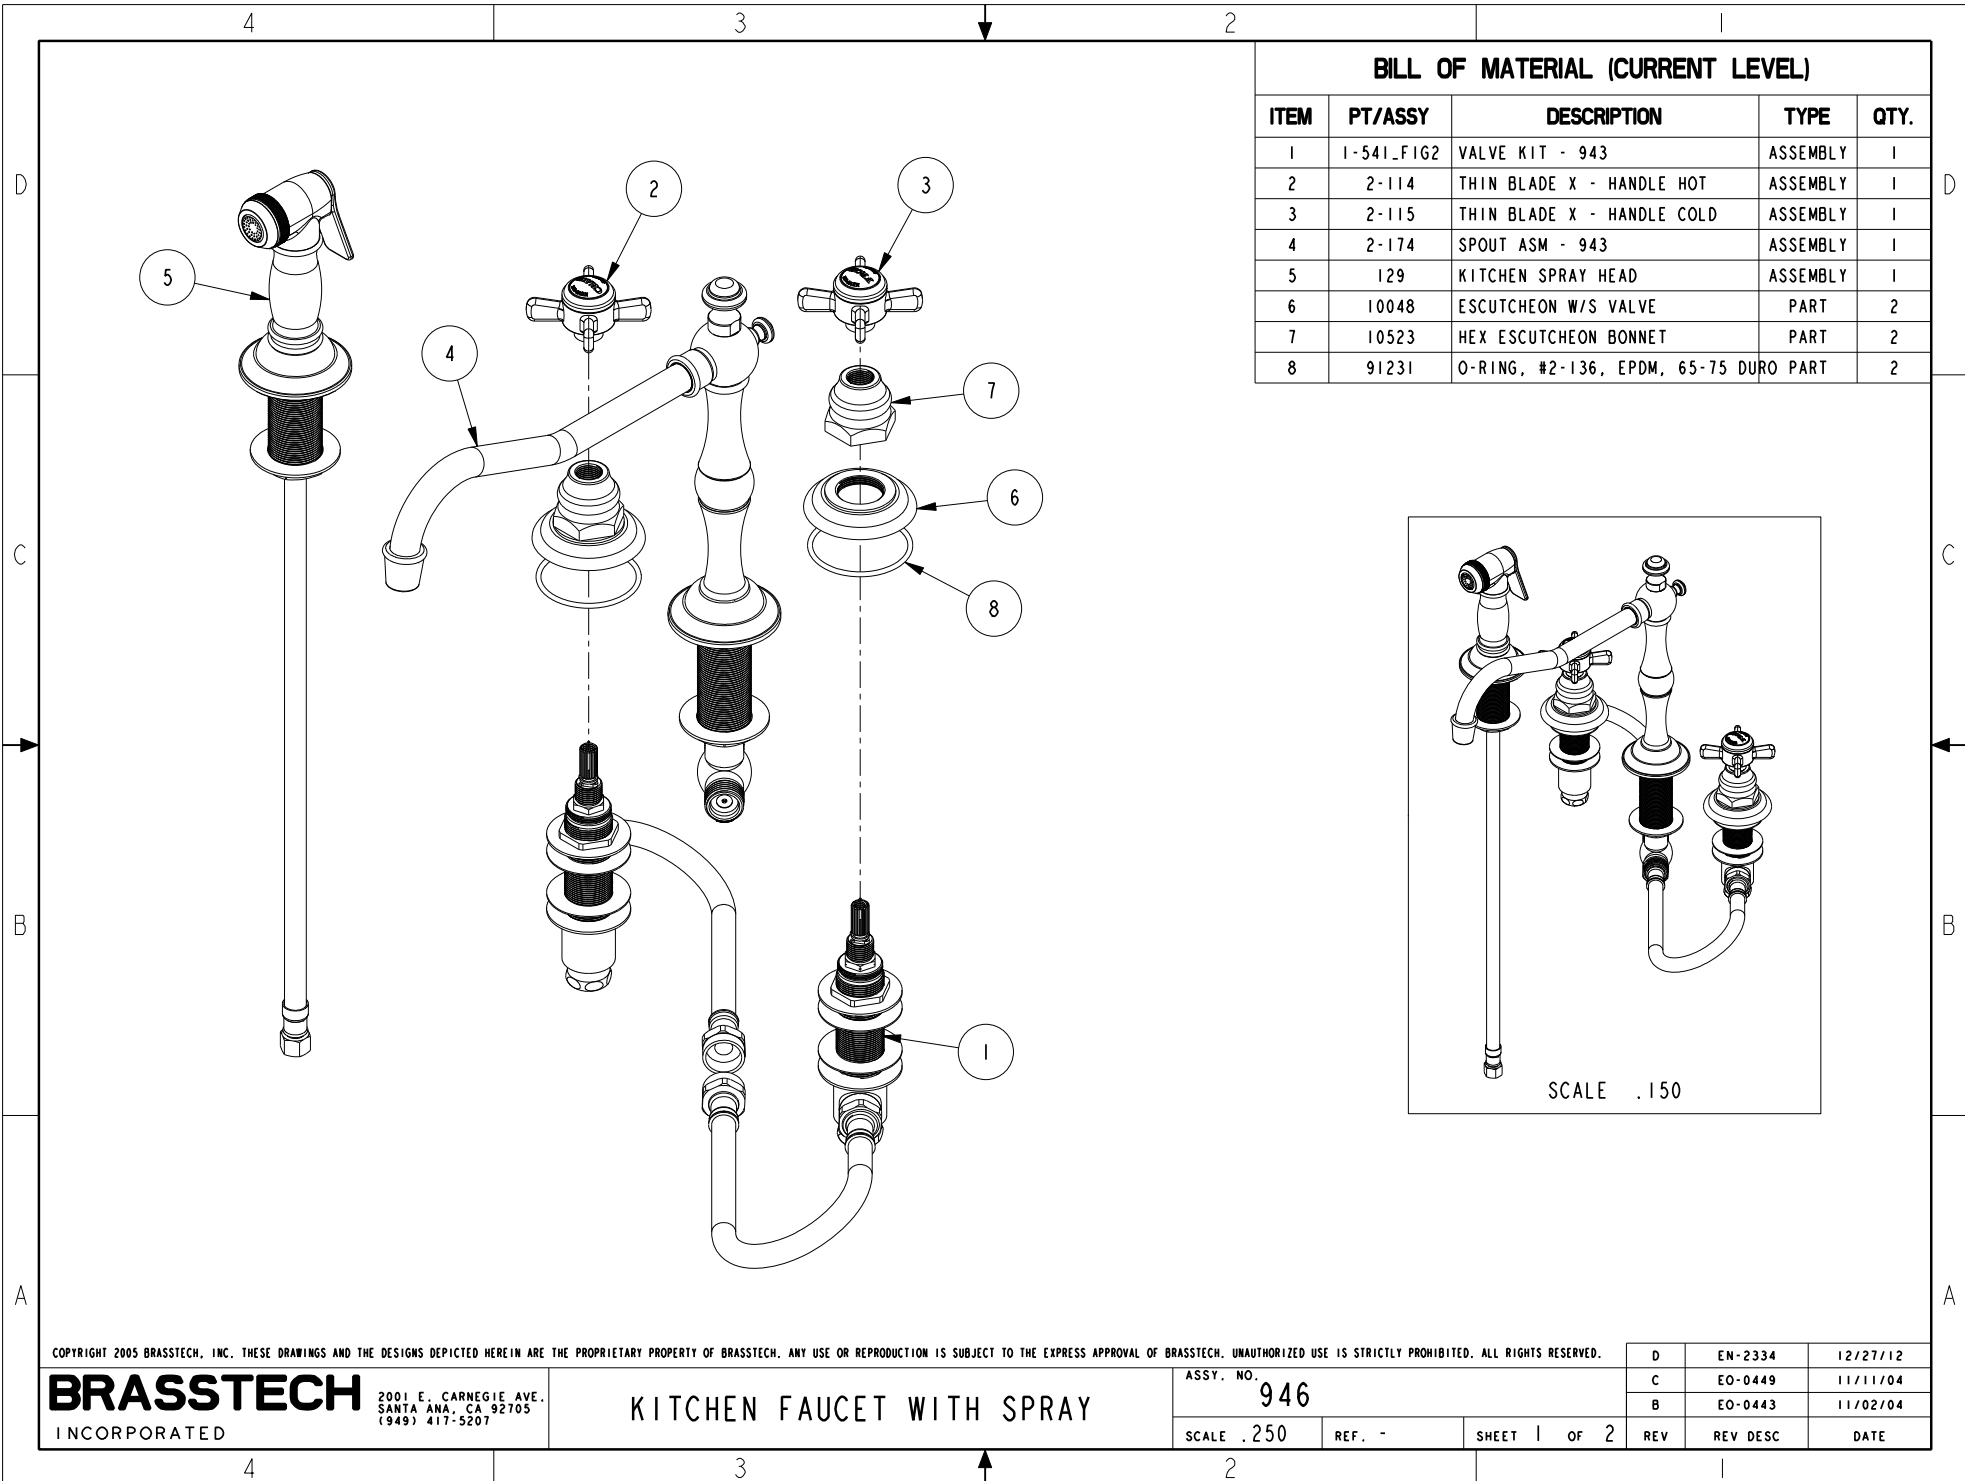 4 3 2 1
BILL OF MATERIAL (CURRENT LEVEL)
ITEM PT/ASSY DESCRIPTION TYPE QTY.
1 1-541_FIG2 VALVE KIT - 943 ASSEMBLY 1
2 2-114 THIN BLADE X - HANDLE HOT ASSEMBLY 1
3 2-115 THIN BLADE X - HANDLE COLD ASSEMBLY 1
4 2-174 SPOUT ASM - 943 ASSEMBLY 1
5 129 KITCHEN SPRAY HEAD ASSEMBLY 1
6 10048 ESCUTCHEON W/S VALVE PART 2
7 10523 HEX ESCUTCHEON BONNET PART 2
8 91231 O-RING, #2-136, EPDM, 65-75 DURO PART 2
D D
2 3
5
4
7
6
C C
8
B B
1
SCALE .150
A A
COPYRIGHT 2005 BRASSTECH, INC. THESE DRAWINGS AND THE DESIGNS DEPICTED HEREIN ARE THE PROPRIETARY PROPERTY OF BRASSTECH. ANY USE OR REPRODUCTION IS SUBJECT TO THE EXPRESS APPROVAL OF BRASSTECH. UNAUTHORIZED USE IS STRICTLY PROHIBITED. ALL RIGHTS RESERVED.
BRASSTECH
INCORPORATED
2001 E. CARNEGIE AVE.
SANTA ANA, CA 92705
(949) 417-5207
KITCHEN FAUCET WITH SPRAY
ASSY. NO.
946
SCALE .250 REF. - SHEET 1 OF 2
D EN-2334 12/27/12
C EO-0449 11/11/04
B EO-0443 11/02/04
REV REV DESC DATE
4 3 2 1